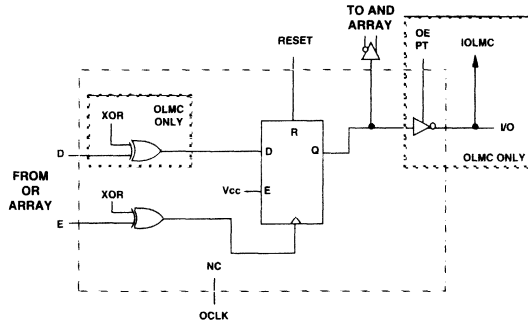 TO AND
ARRAY
RESET
OE
PT
IOLMC
OLMC
ONLY
XOR
R
I/O
D
D
Q
OLMC ONLY
FROM
OR
ARRAY
XOR
Vcc
E
E
NC
OCLK